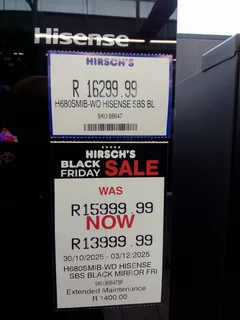 Hisense
HIRSCH'S
R 16299.99
H680SMIB-WD HISENSE SBS BL
SKU:86647
HIRSCH'S
BLACK
FRIDAY SALE
WAS
R15999.99
NOW
R13999.99
30/10/2025 - 03/12/2025
H680SMIB-WD HISENSE
SBS BLACK MIRROR FRI
SKU:86647BF
Extended Maintenance
R 1400.00